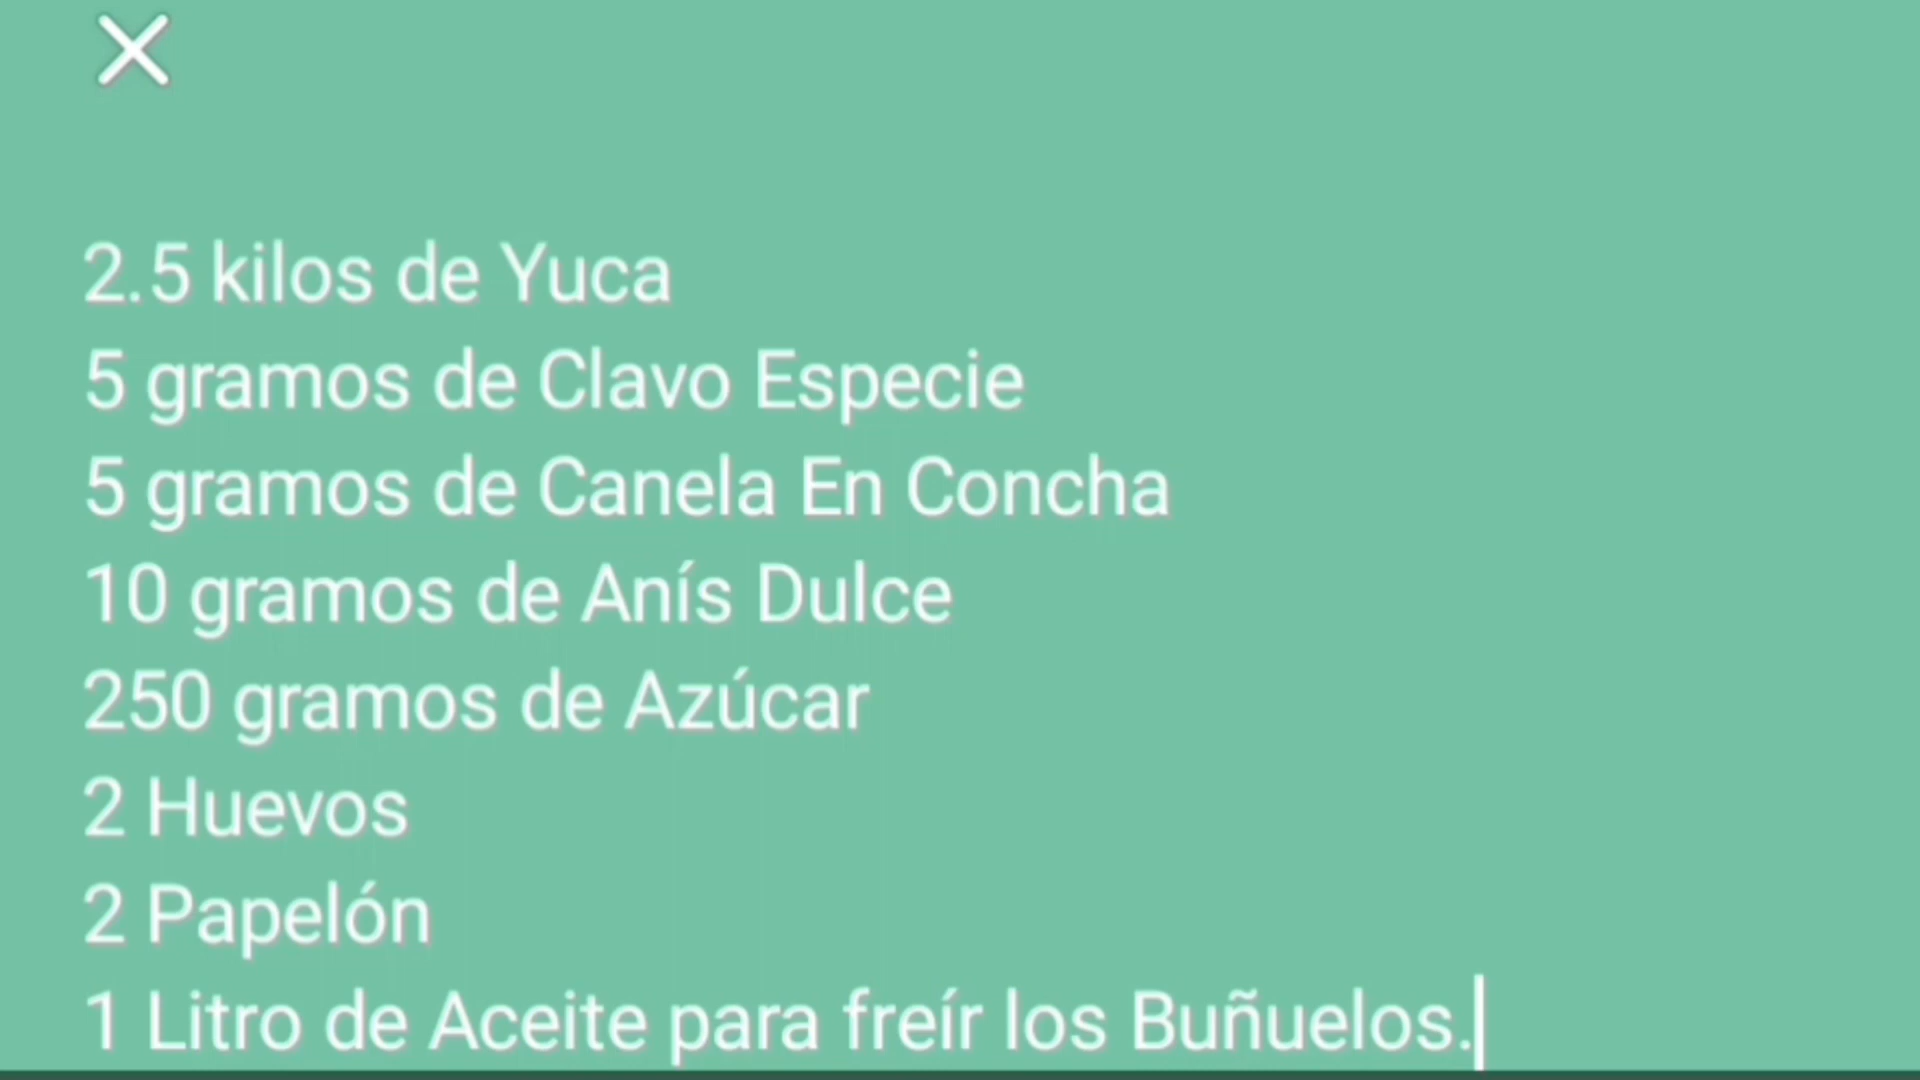 2.5 kilos de Yuca
5 gramos de Clavo Especie
5 gramos de Canela En Concha
10 gramos de Anís Dulce
250 gramos de Azúcar
2 Huevos
2 Papelón
1 Litro de Aceite para freír los Buñuelos.